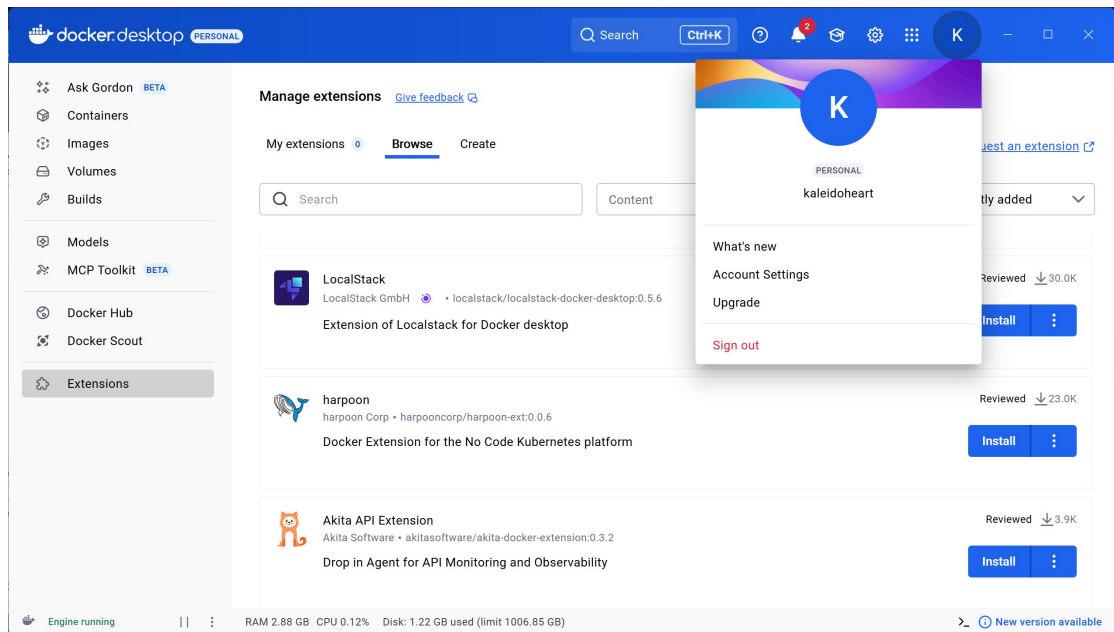 docker.desktop PERSONAL
Search Ctrl+K
2
K
Ask Gordon BETA
Containers
Images
Volumes
Builds
Models
MCP Toolkit BETA
Docker Hub
Docker Scout
Extensions
Manage extensions Give feedback
My extensions 0 Browse Create
uest an extension
Search
Content
tly added
K
PERSONAL
kaleidoheart
What's new
Account Settings
Upgrade
Sign out
LocalStack
LocalStack GmbH • localstack/localstack-docker-desktop:0.5.6
Extension of Localstack for Docker desktop
Reviewed 30.0K
Install
harpoon
harpoon Corp • harpooncorp/harpoon-ext:0.0.6
Docker Extension for the No Code Kubernetes platform
Reviewed 23.0K
Install
Akita API Extension
Akita Software • akitasoftware/akita-docker-extension:0.3.2
Drop in Agent for API Monitoring and Observability
Reviewed 3.9K
Install
Engine running
RAM 2.88 GB CPU 0.12% Disk: 1.22 GB used (limit 1006.85 GB)
New version available